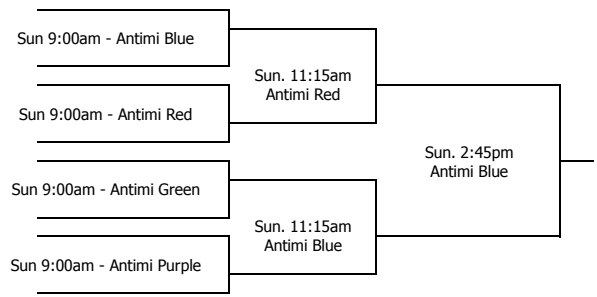 Sun 9:00am - Antimi Blue
Sun. 11:15am
Antimi Red
Sun 9:00am - Antimi Red
Sun. 2:45pm
Antimi Blue
Sun 9:00am - Antimi Green
Sun. 11:15am
Antimi Blue
Sun 9:00am - Antimi Purple